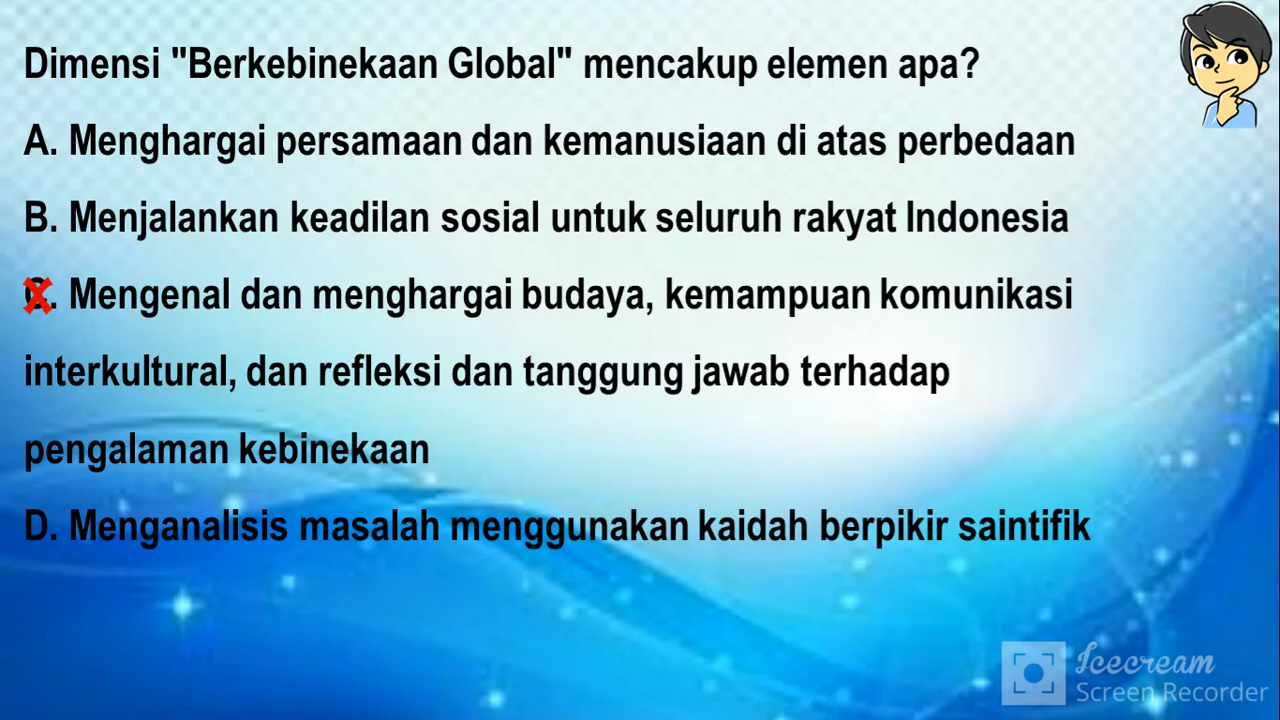 Dimensi "Berkebinekaan Global" mencakup elemen apa?
A. Menghargai persamaan dan kemanusiaan di atas perbedaan
B. Menjalankan keadilan sosial untuk seluruh rakyat Indonesia
C. Mengenal dan menghargai budaya, kemampuan komunikasi
interkultural, dan refleksi dan tanggung jawab terhadap
pengalaman kebinekaan
D. Menganalisis masalah menggunakan kaidah berpikir saintifik
Icecream
Screen Recorder